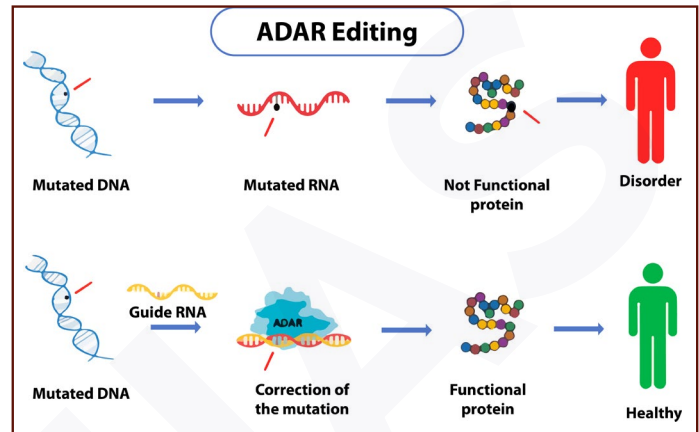 ADAR Editing
Mutated DNA
Mutated RNA
Not Functional
protein
Disorder
Guide RNA
ADAR
Mutated DNA
Correction of
the mutation
Functional
protein
Healthy